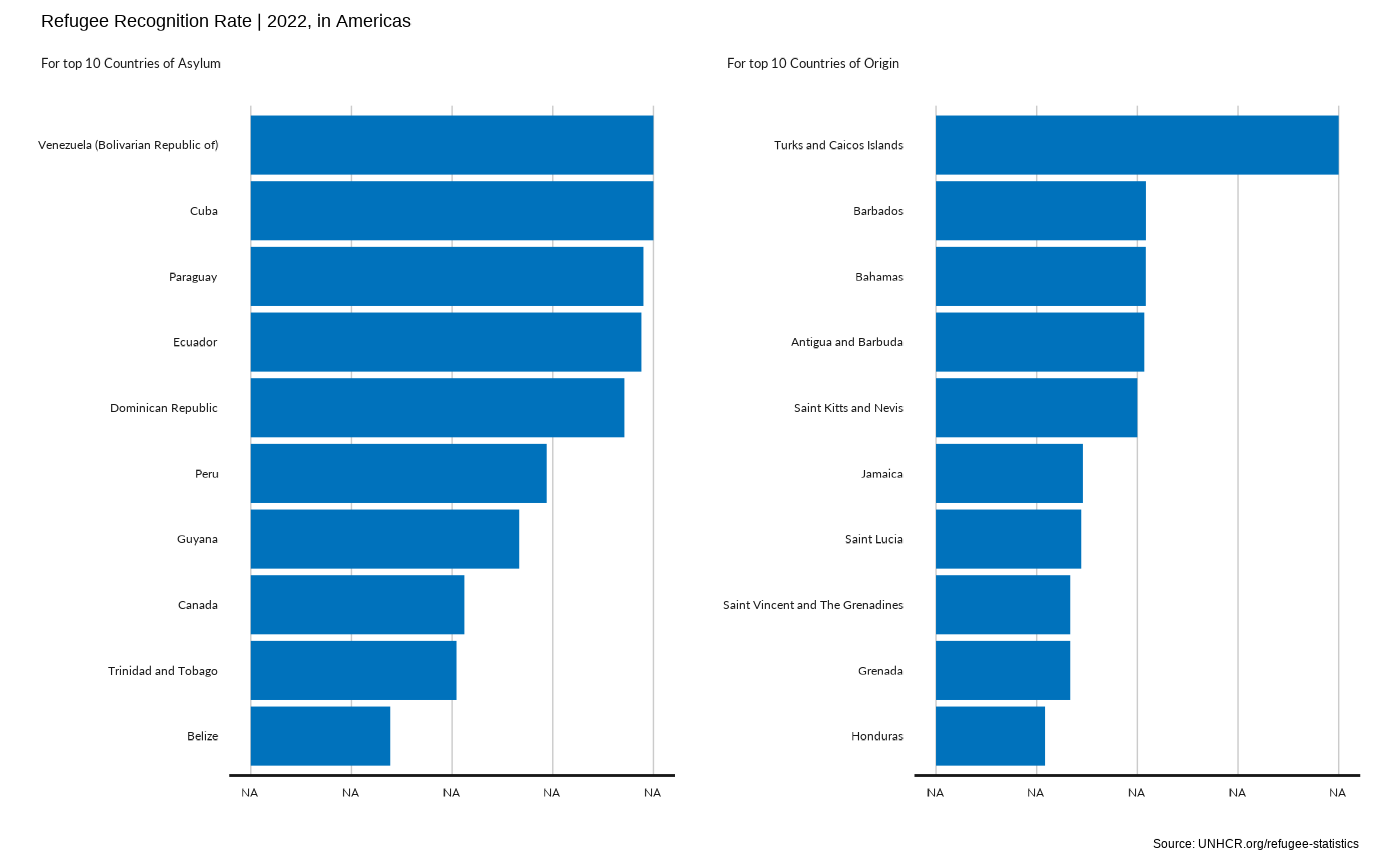 Refugee Recognition Rate | 2022, in Americas
For top 10 Countries of Asylum
Venezuela (Bolivarian Republic of)
Cuba
Paraguay
Ecuador
Dominican Republic
Peru
Guyana
Canada
Trinidad and Tobago
Belize
NA NA NA NA NA
For top 10 Countries of Origin
Turks and Caicos Islands
Barbados
Bahamas
Antigua and Barbuda
Saint Kitts and Nevis
Jamaica
Saint Lucia
Saint Vincent and The Grenadines
Grenada
Honduras
NA NA NA NA NA
Source: UNHCR.org/refugee-statistics